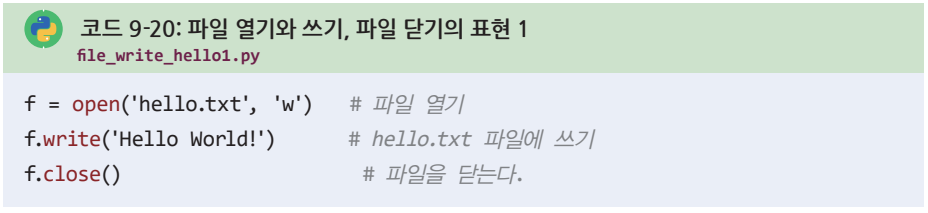 코드 9-20: 파일 열기와 쓰기, 파일 닫기의 표현 1
file_write_hello1.py
f = open('hello.txt', 'w') # 파일 열기
f.write('Hello World!') # hello.txt 파일에 쓰기
f.close() # 파일을 닫는다.